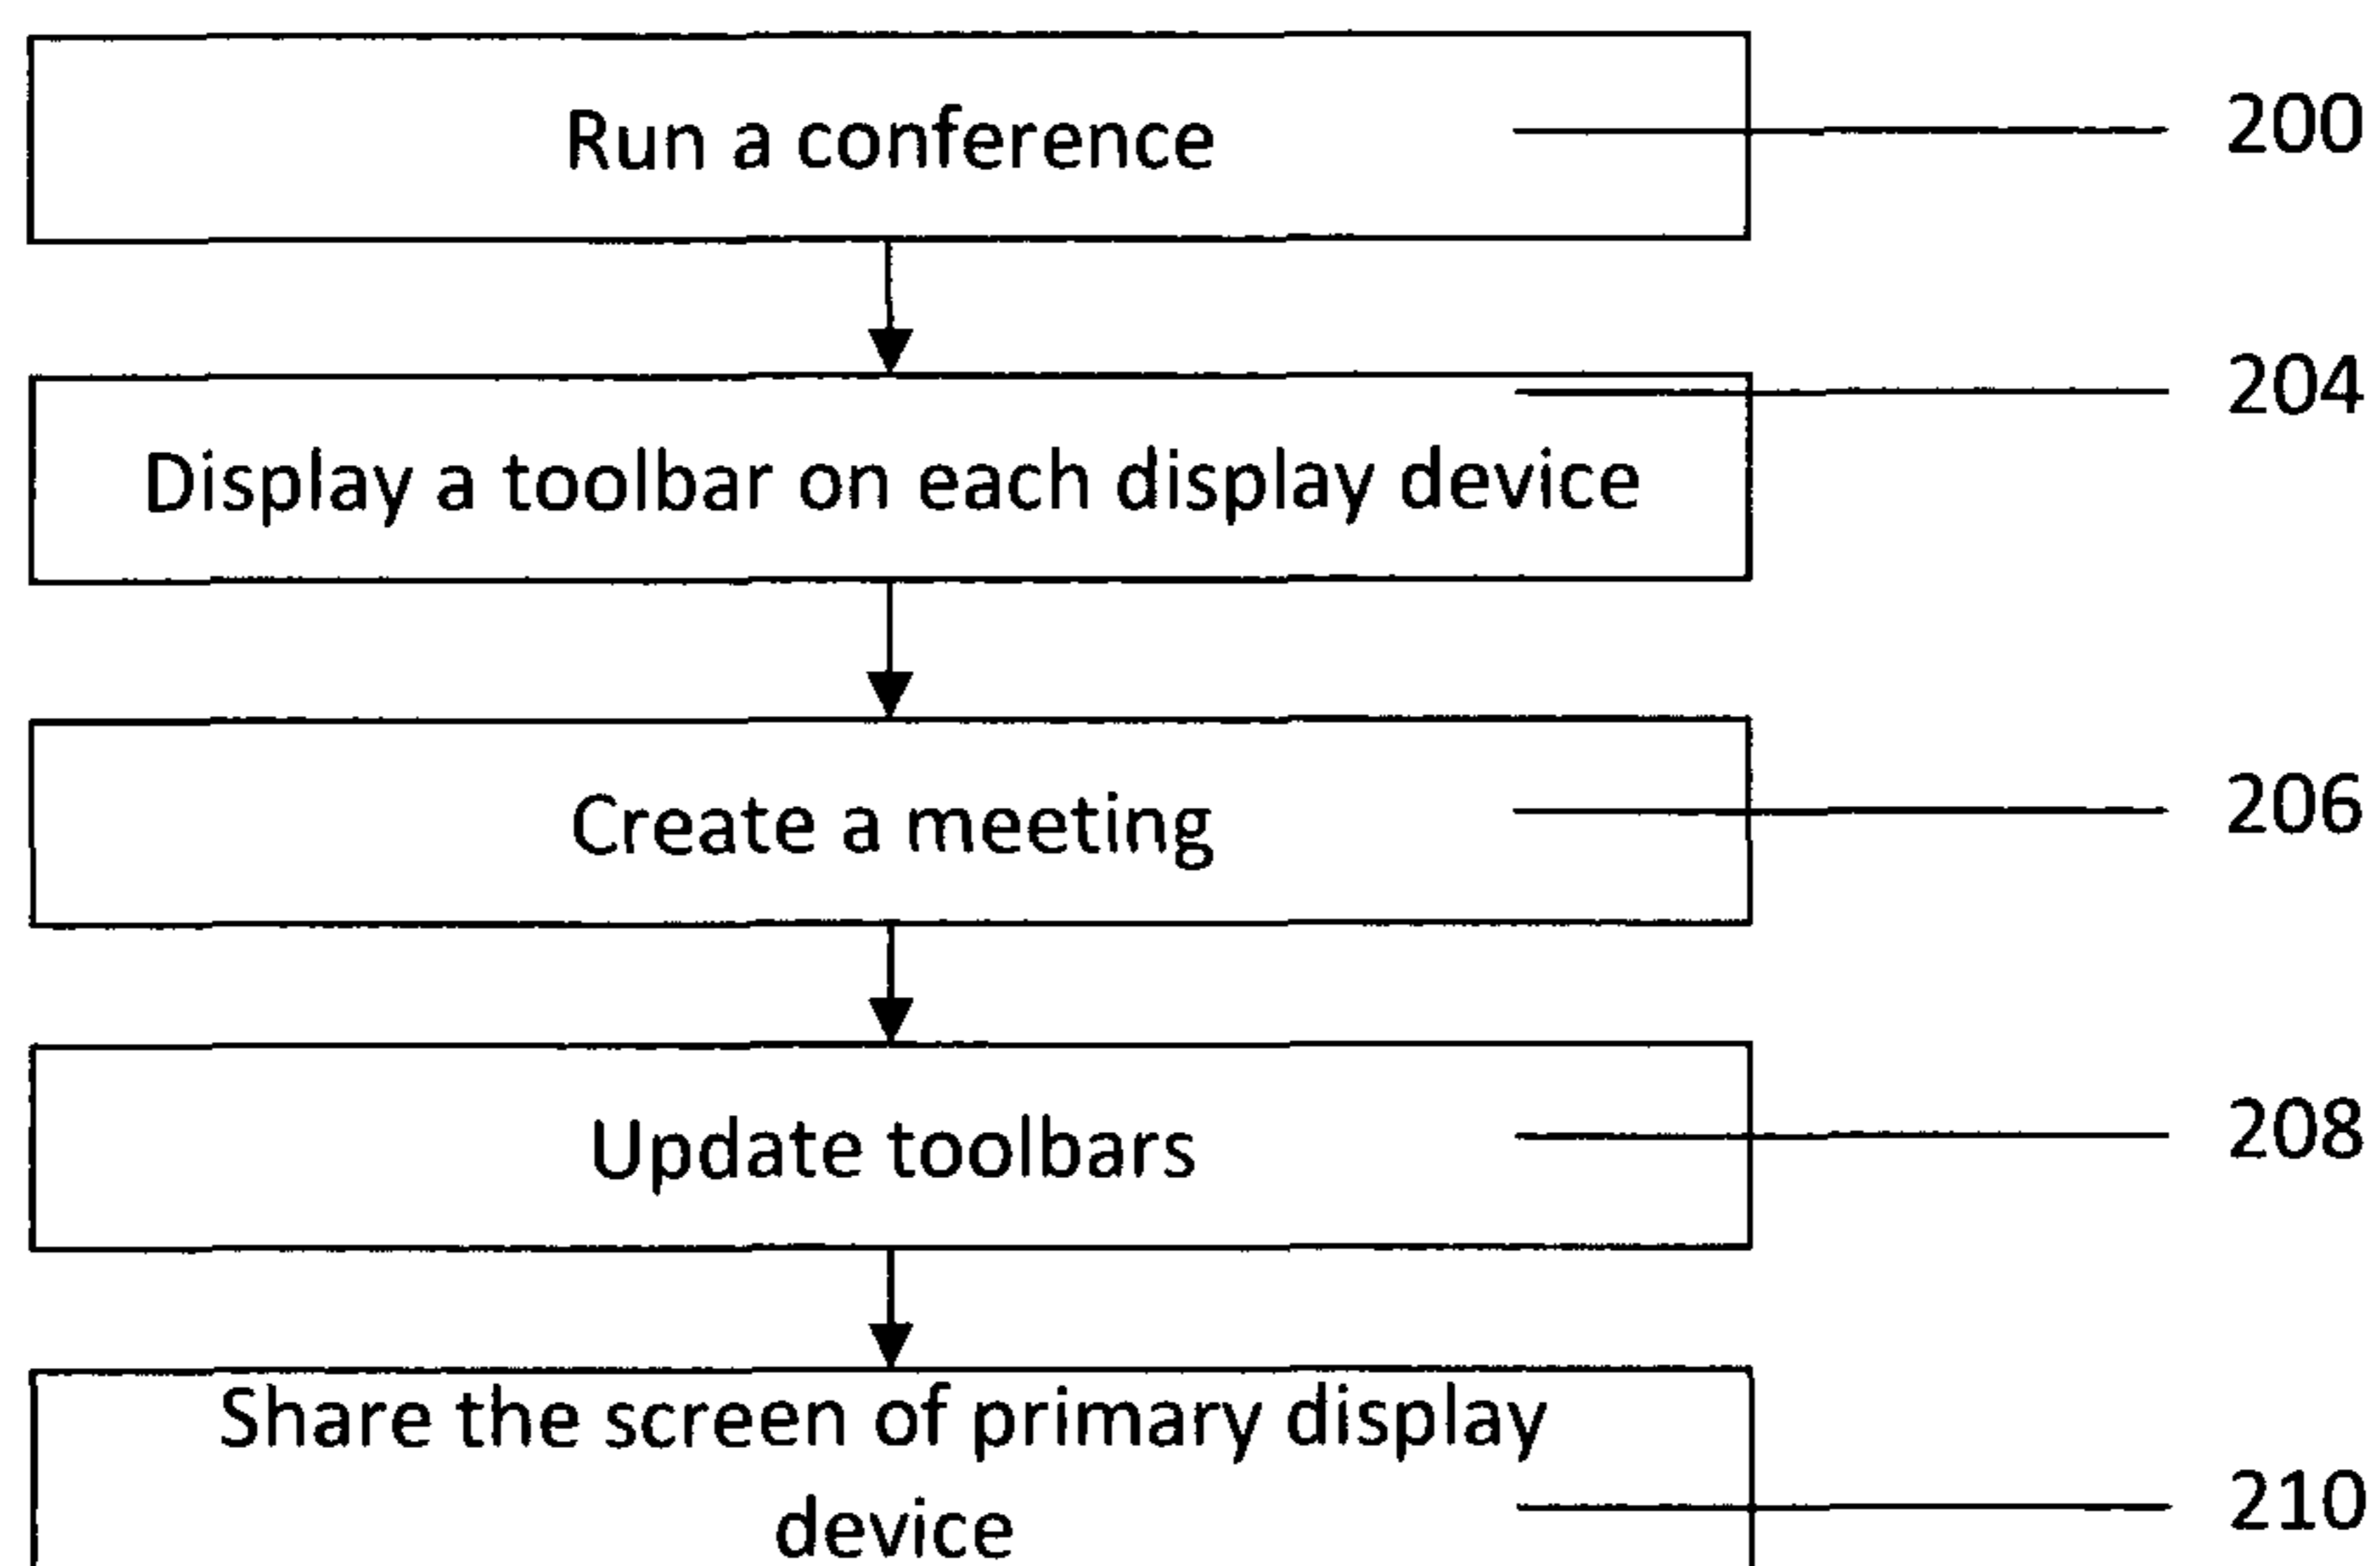 Run a conference
200
Display a toolbar on each display device
204
Create a meeting
206
Update toolbars
208
Share the screen of primary display
device
210